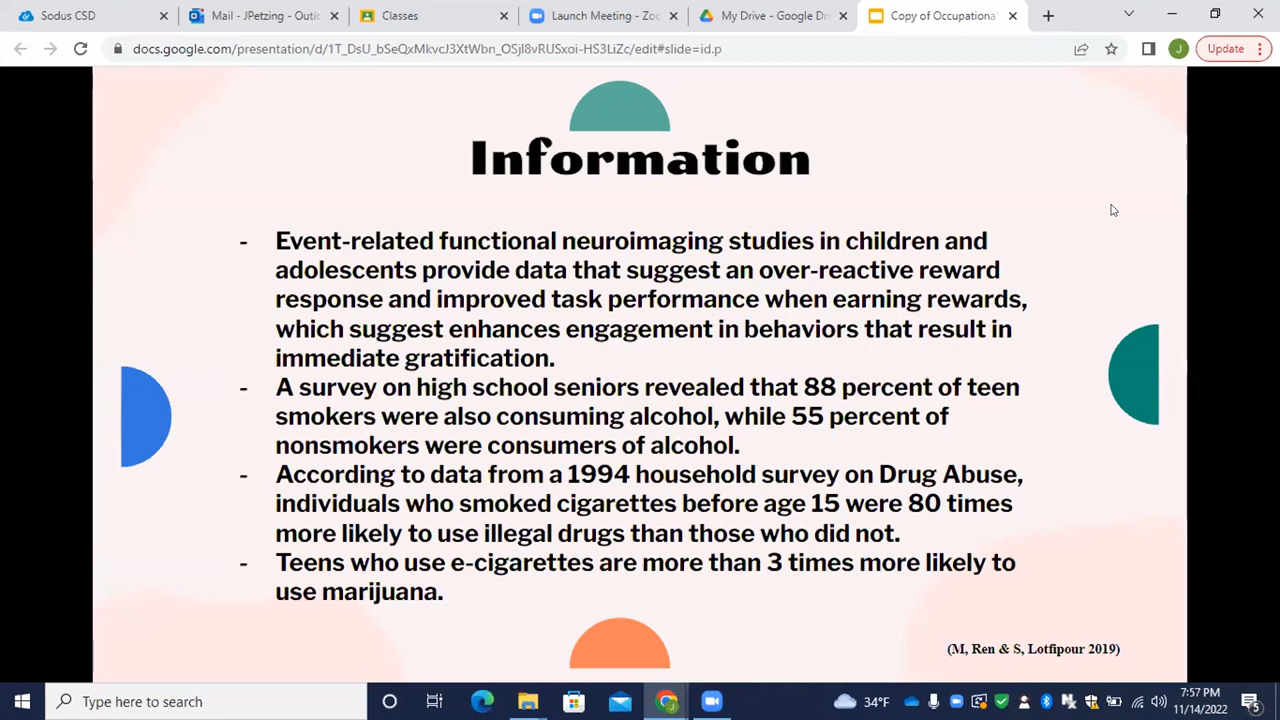 Sodus CSD
Mail - JPetzing - Outlo
Classes
Launch Meeting - Zoo
My Drive - Google Dri
Copy of Occupationa
docs.google.com/presentation/d/1T_DsU_bSeQxMkvcJ3XtWbn_OSjI8vRUSxoi-HS3LiZc/edit#slide=id.p
J
Update
Information
- Event-related functional neuroimaging studies in children and
adolescents provide data that suggest an over-reactive reward
response and improved task performance when earning rewards,
which suggest enhances engagement in behaviors that result in
immediate gratification.
- A survey on high school seniors revealed that 88 percent of teen
smokers were also consuming alcohol, while 55 percent of
nonsmokers were consumers of alcohol.
- According to data from a 1994 household survey on Drug Abuse,
individuals who smoked cigarettes before age 15 were 80 times
more likely to use illegal drugs than those who did not.
- Teens who use e-cigarettes are more than 3 times more likely to
use marijuana.
(M, Ren & S, Lotfipour 2019)
Type here to search
34°F
7:57 PM
11/14/2022
5